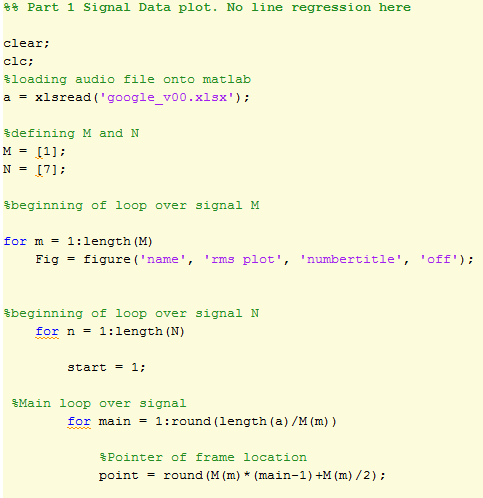 %% Part 1 Signal Data plot. No line regression here
clear;
clc;
%loading audio file onto matlab
a = xlsread('google_v00.xlsx');
%defining M and N
M = [1];
N = [7];
%beginning of loop over signal M
for m = 1:length(M)
Fig = figure('name', 'rms plot', 'numbertitle', 'off');
%beginning of loop over signal N
for n = 1:length(N)
start = 1;
%Main loop over signal
for main = 1:round(length(a)/M(m))
%Pointer of frame location
point = round(M(m)*(main-1)+M(m)/2);